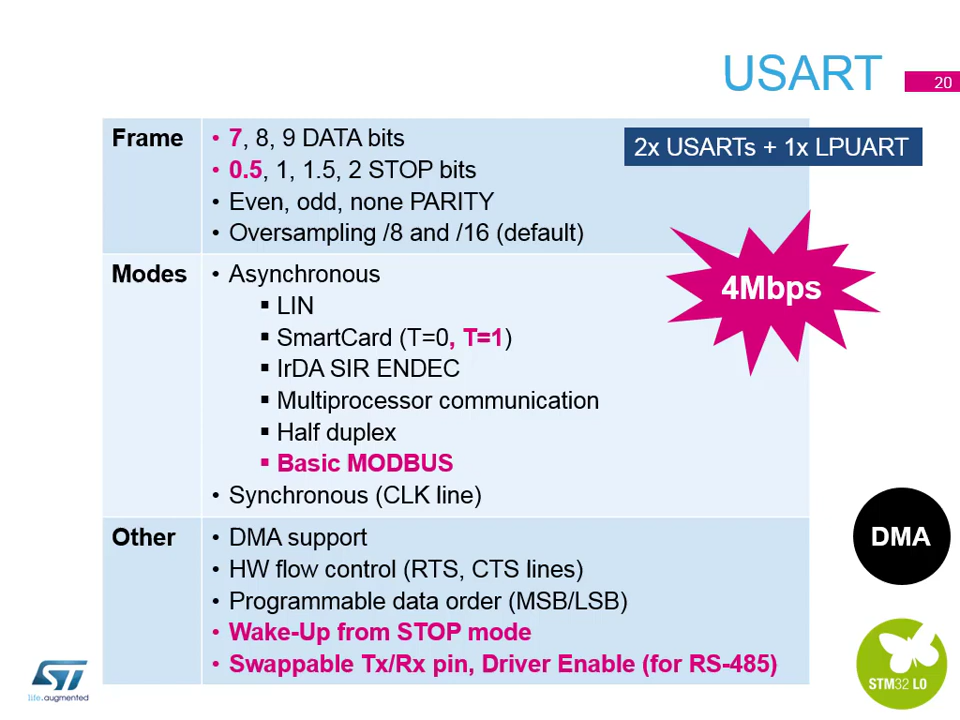 USART
20
Frame
• 7, 8, 9 DATA bits
2x USARTs + 1x LPUART
• 0.5, 1, 1.5, 2 STOP bits
• Even, odd, none PARITY
• Oversampling /8 and /16 (default)
4Mbps
Modes
• Asynchronous
▪ LIN
▪ SmartCard (T=0, T=1)
▪ IrDA SIR ENDEC
▪ Multiprocessor communication
▪ Half duplex
▪ Basic MODBUS
• Synchronous (CLK line)
Other
• DMA support
• HW flow control (RTS, CTS lines)
• Programmable data order (MSB/LSB)
• Wake-Up from STOP mode
• Swappable Tx/Rx pin, Driver Enable (for RS-485)
DMA
ST
life.augmented
STM32 L0